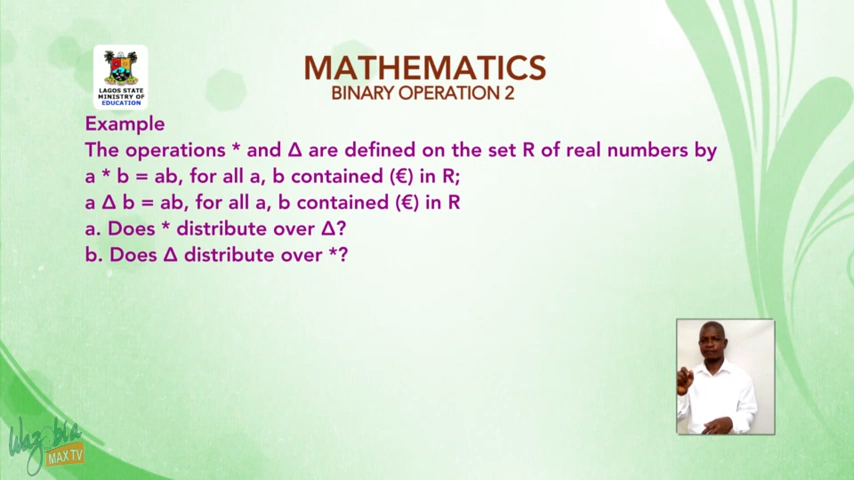 LAGOS STATE
MINISTRY OF
EDUCATION
MATHEMATICS
BINARY OPERATION 2
Example
The operations * and Δ are defined on the set R of real numbers by
a * b = ab, for all a, b contained (€) in R;
a Δ b = ab, for all a, b contained (€) in R
a. Does * distribute over Δ?
b. Does Δ distribute over *?
Wazobia
MAX TV